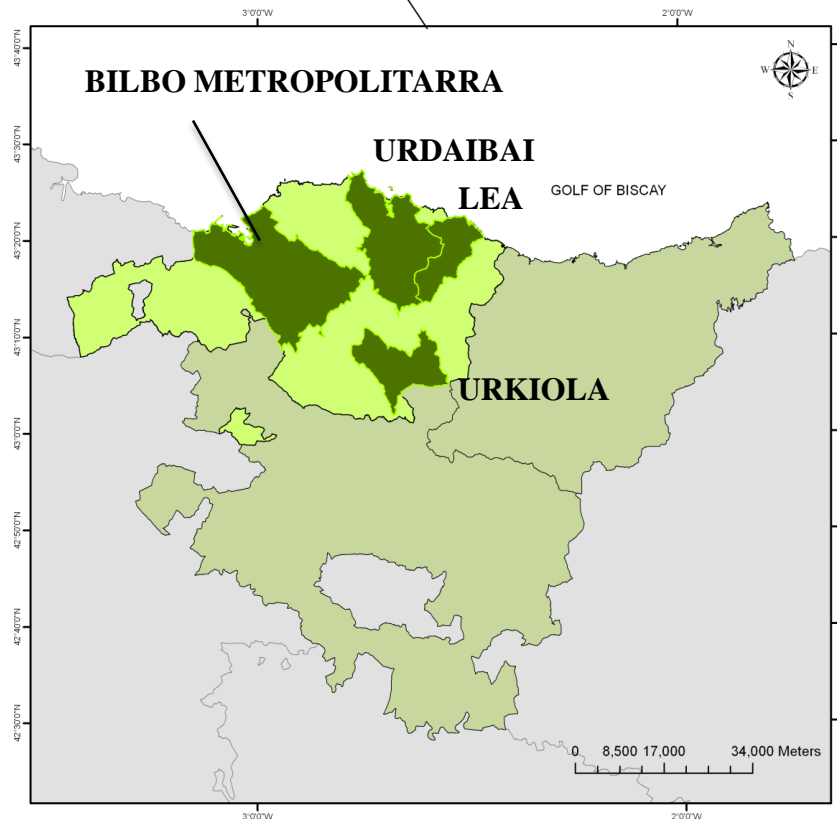 3°0'0"W 2°0'0"W
43°40'0"N
N
W E
S
BILBO METROPOLITARRA
43°30'0"N
URDAIBAI
LEA GOLF OF BISCAY
43°20'0"N
43°10'0"N
URKIOLA
43°0'0"N
42°50'0"N
42°40'0"N
42°30'0"N
0 8,500 17,000 34,000 Meters
3°0'0"W 2°0'0"W